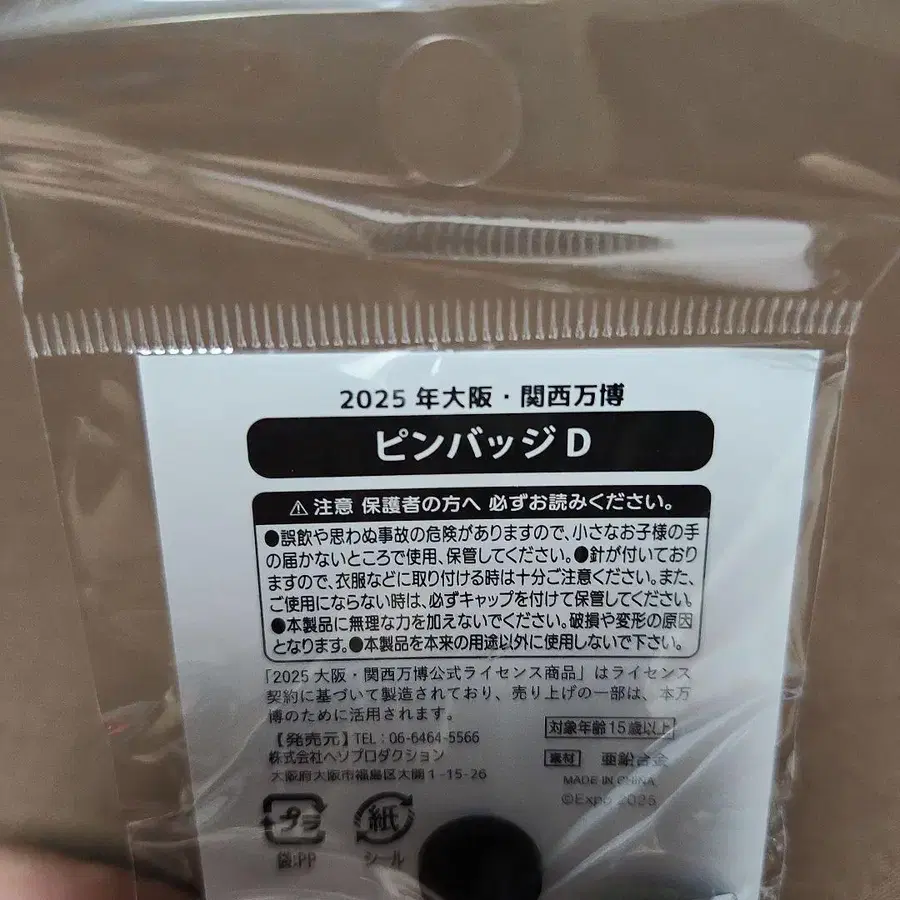 2025年大阪・関西万博
ピンバッジD
⚠注意 保護者の方へ 必ずお読みください。
●誤飲や思わぬ事故の危険がありますので、小さなお子様の手
の届かないところで使用、保管してください。●針が付いており
ますので、衣服などに取り付ける時は十分ご注意ください。また、
ご使用にならない時は、必ずキャップを付けて保管してください。
●本製品に無理な力を加えないでください。破損や変形の原因
となります。●本製品を本来の用途以外に使用しないで下さい。
「2025大阪・関西万博公式ライセンス商品」はライセンス
契約に基づいて製造されており、売り上げの一部は、本万
博のために活用されます。
対象年齢15歳以上
【発売元】TEL：06-6464-5566
株式会社ヘソプロダクション
大阪府大阪市福島区大開1-15-26
素材 亜鉛合金
MADE IN CHINA
©Expo 2025
プラ 紙
袋:PP シール